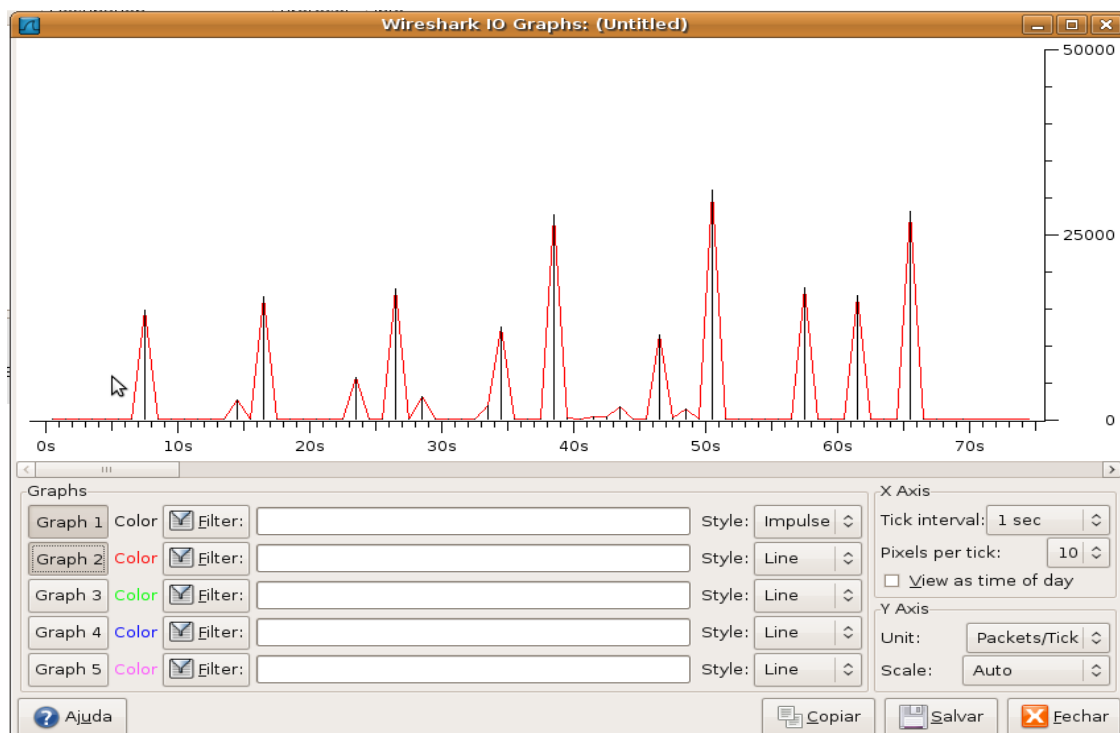 Wireshark IO Graphs: (Untitled)
50000
25000
0
0s 10s 20s 30s 40s 50s 60s 70s
Graphs
Graph 1 Color Filter: Style: Impulse
Graph 2 Color Filter: Style: Line
Graph 3 Color Filter: Style: Line
Graph 4 Color Filter: Style: Line
Graph 5 Color Filter: Style: Line
X Axis
Tick interval: 1 sec
Pixels per tick: 10
View as time of day
Y Axis
Unit: Packets/Tick
Scale: Auto
Ajuda Copiar Salvar Fechar